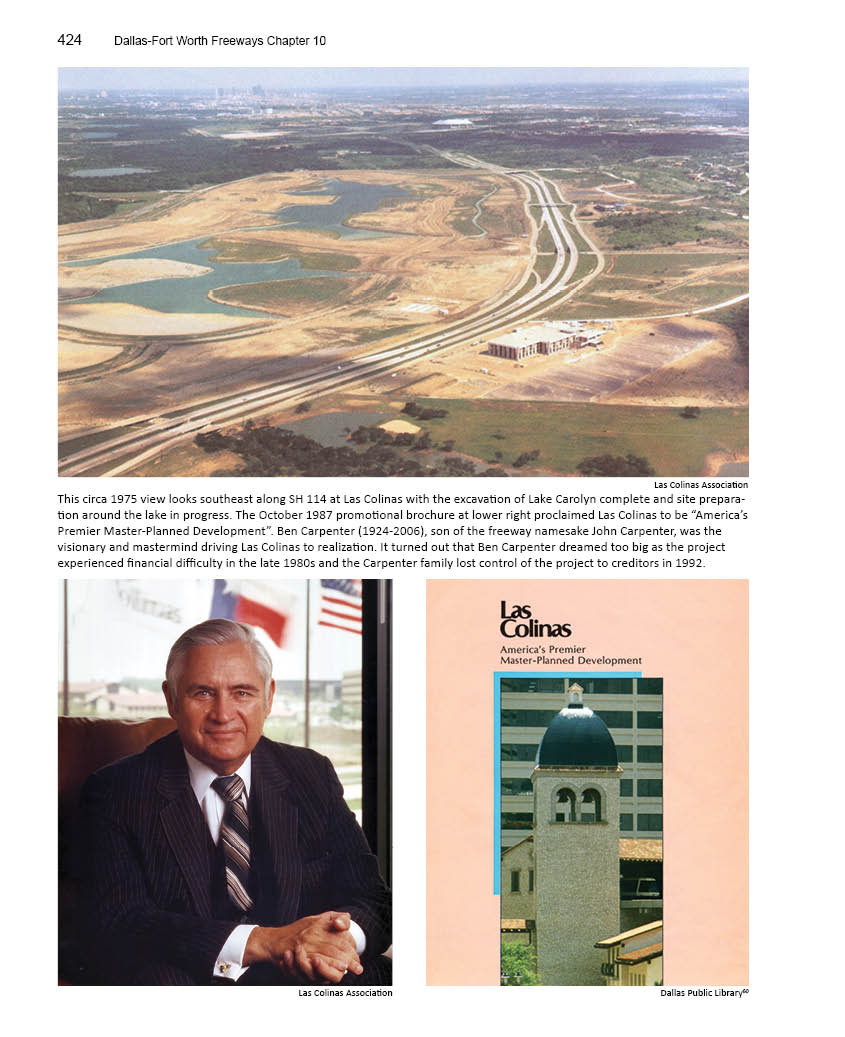 424 Dallas-Fort Worth Freeways Chapter 10
Las Colinas Association
This circa 1975 view looks southeast along SH 114 at Las Colinas with the excavation of Lake Carolyn complete and site prepara-
tion around the lake in progress. The October 1987 promotional brochure at lower right proclaimed Las Colinas to be “America’s
Premier Master-Planned Development”. Ben Carpenter (1924-2006), son of the freeway namesake John Carpenter, was the
visionary and mastermind driving Las Colinas to realization. It turned out that Ben Carpenter dreamed too big as the project
experienced financial difficulty in the late 1980s and the Carpenter family lost control of the project to creditors in 1992.
Las
Colinas
America’s Premier
Master-Planned Development
Las Colinas Association
Dallas Public Library⁶⁰